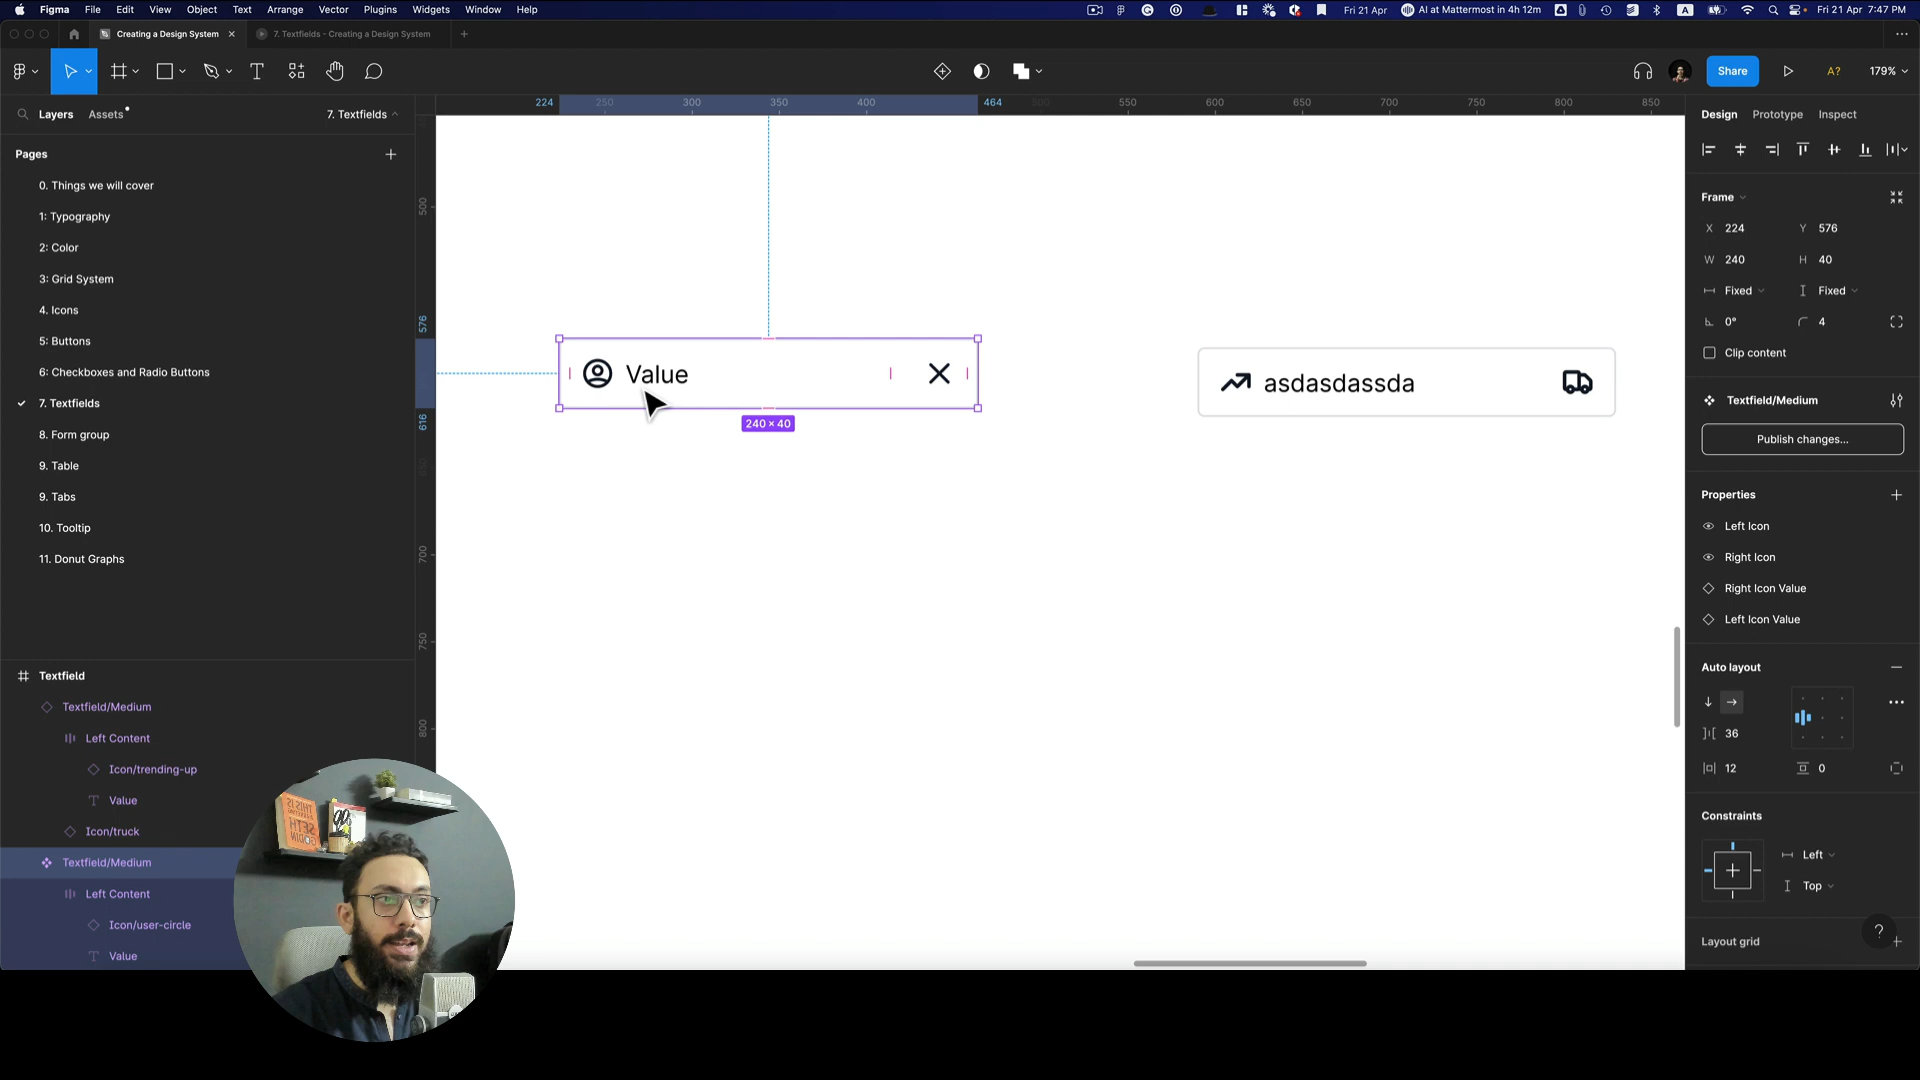 Figma File Edit View Object Text Arrange Vector Plugins Widgets Window Help
Fri 21 Apr AI at Mattermost in 4h 12m A Fri 21 Apr 7:47 PM
Creating a Design System
7. Textfields - Creating a Design System
Share A? 179%
Layers Assets 7. Textfields
Pages
0. Things we will cover
1: Typography
2: Color
3: Grid System
4. Icons
5: Buttons
6: Checkboxes and Radio Buttons
7. Textfields
8. Form group
9. Table
9. Tabs
10. Tooltip
11. Donut Graphs
Textfield
Textfield/Medium
Left Content
Icon/trending-up
Value
Icon/truck
Textfield/Medium
Left Content
Icon/user-circle
Value
224 250 300 350 400 464 500 550 600 650 700 750 800 850
500
576
616
650
700
750
800
Value
240 × 40
asdasdassda
Design Prototype Inspect
Frame
X 224 Y 576
W 240 H 40
Fixed Fixed
0° 4
Clip content
Textfield/Medium
Publish changes...
Properties
Left Icon
Right Icon
Right Icon Value
Left Icon Value
Auto layout
36
12 0
Constraints
Left
Top
Layout grid
?